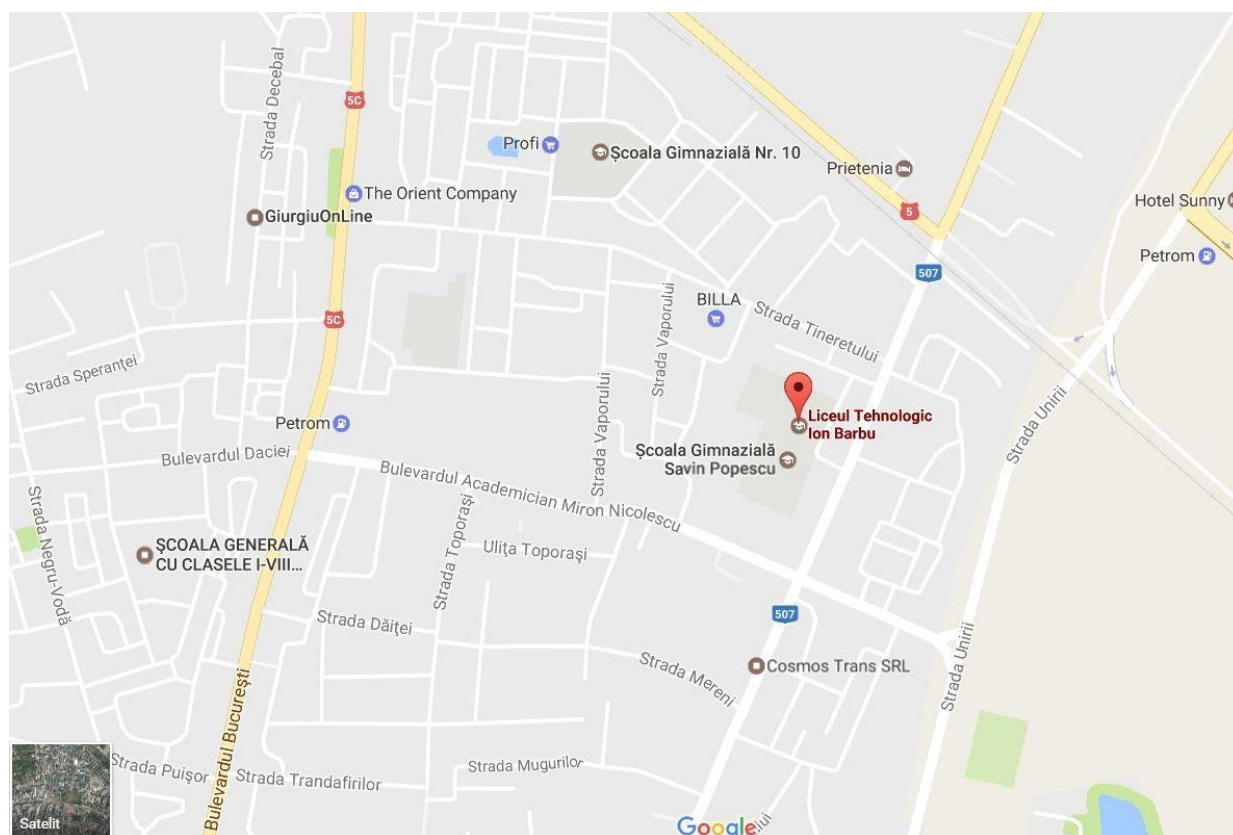 5C
Strada Decebal
Profi
Școala Gimnazială Nr. 10
Prietenia
The Orient Company
5
Hotel Sunny
GiurgiuOnLine
Petrom
507
BILLA
5C
Strada Vaporului
Strada Tineretului
Strada Speranței
Liceul Tehnologic
Ion Barbu
Strada Unirii
Petrom
Strada Vaporului
Școala Gimnazială
Savin Popescu
Bulevardul Daciei
Bulevardul Academician Miron Nicolescu
Strada Negru-Vodă
ŞCOALA GENERALĂ
CU CLASELE I-VIII...
Strada Toporași
Ulița Toporași
507
Strada Dăiței
Strada Unirii
Strada Mereni
Cosmos Trans SRL
Bulevardul București
Strada Puișor
Strada Trandafirilor
Strada Mugurilor
Satelit
Google